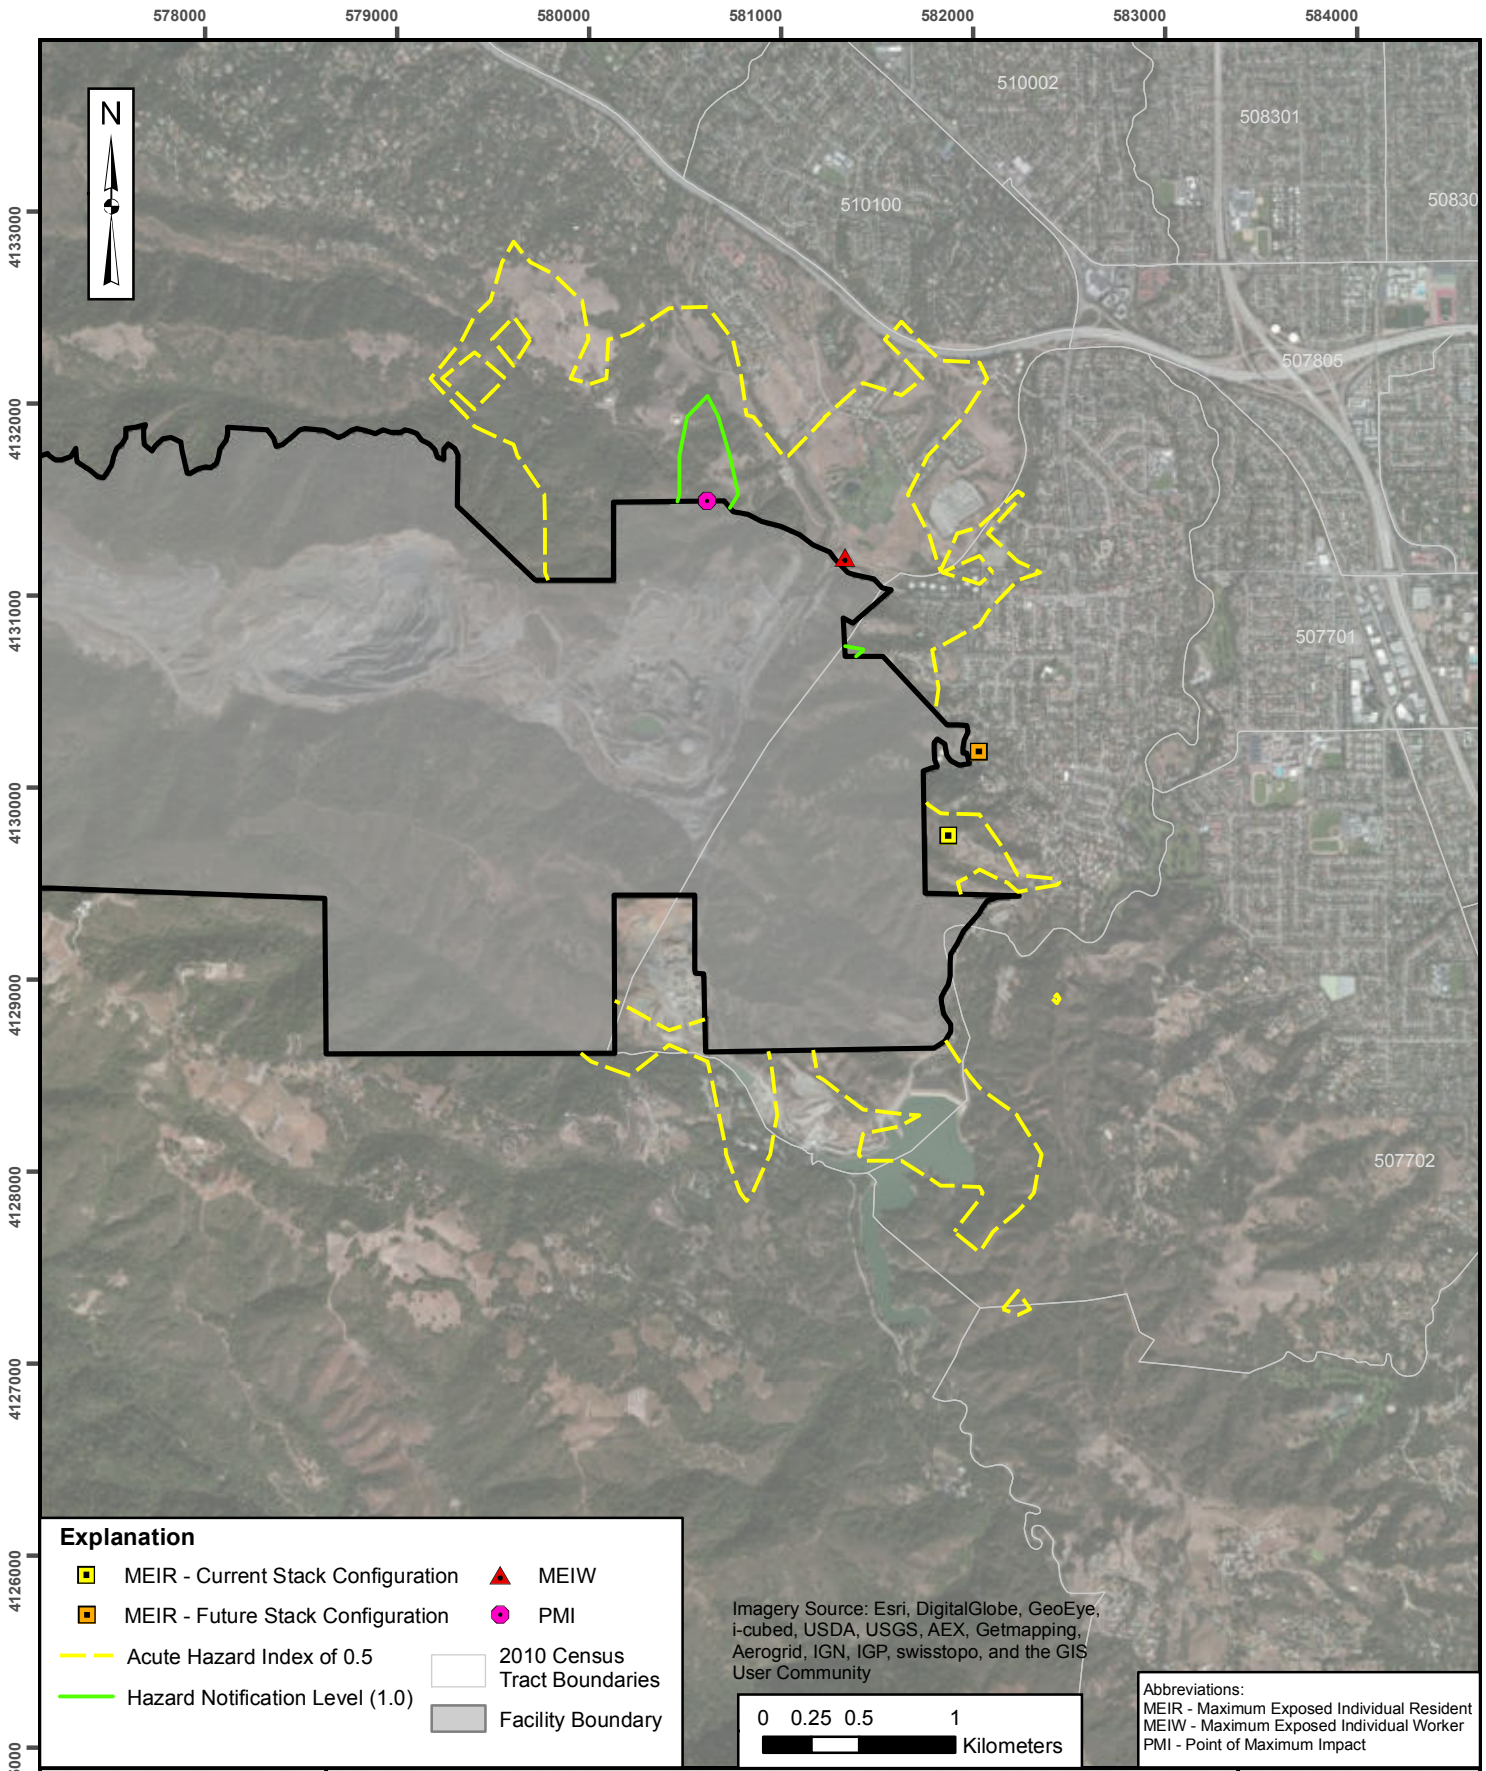 578000 579000 580000 581000 582000 583000 584000
4133000
4132000
4131000
4130000
4129000
4128000
4127000
4126000
N
510002
508301
510100
5083
507805
507701
507702
Explanation
MEIR - Current Stack Configuration
MEIW
MEIR - Future Stack Configuration
PMI
Acute Hazard Index of 0.5
2010 Census
Tract Boundaries
Hazard Notification Level (1.0)
Facility Boundary
Imagery Source: Esri, DigitalGlobe, GeoEye,
i-cubed, USDA, USGS, AEX, Getmapping,
Aerogrid, IGN, IGP, swisstopo, and the GIS
User Community
0 0.25 0.5 1
Kilometers
Abbreviations:
MEIR - Maximum Exposed Individual Resident
MEIW - Maximum Exposed Individual Worker
PMI - Point of Maximum Impact